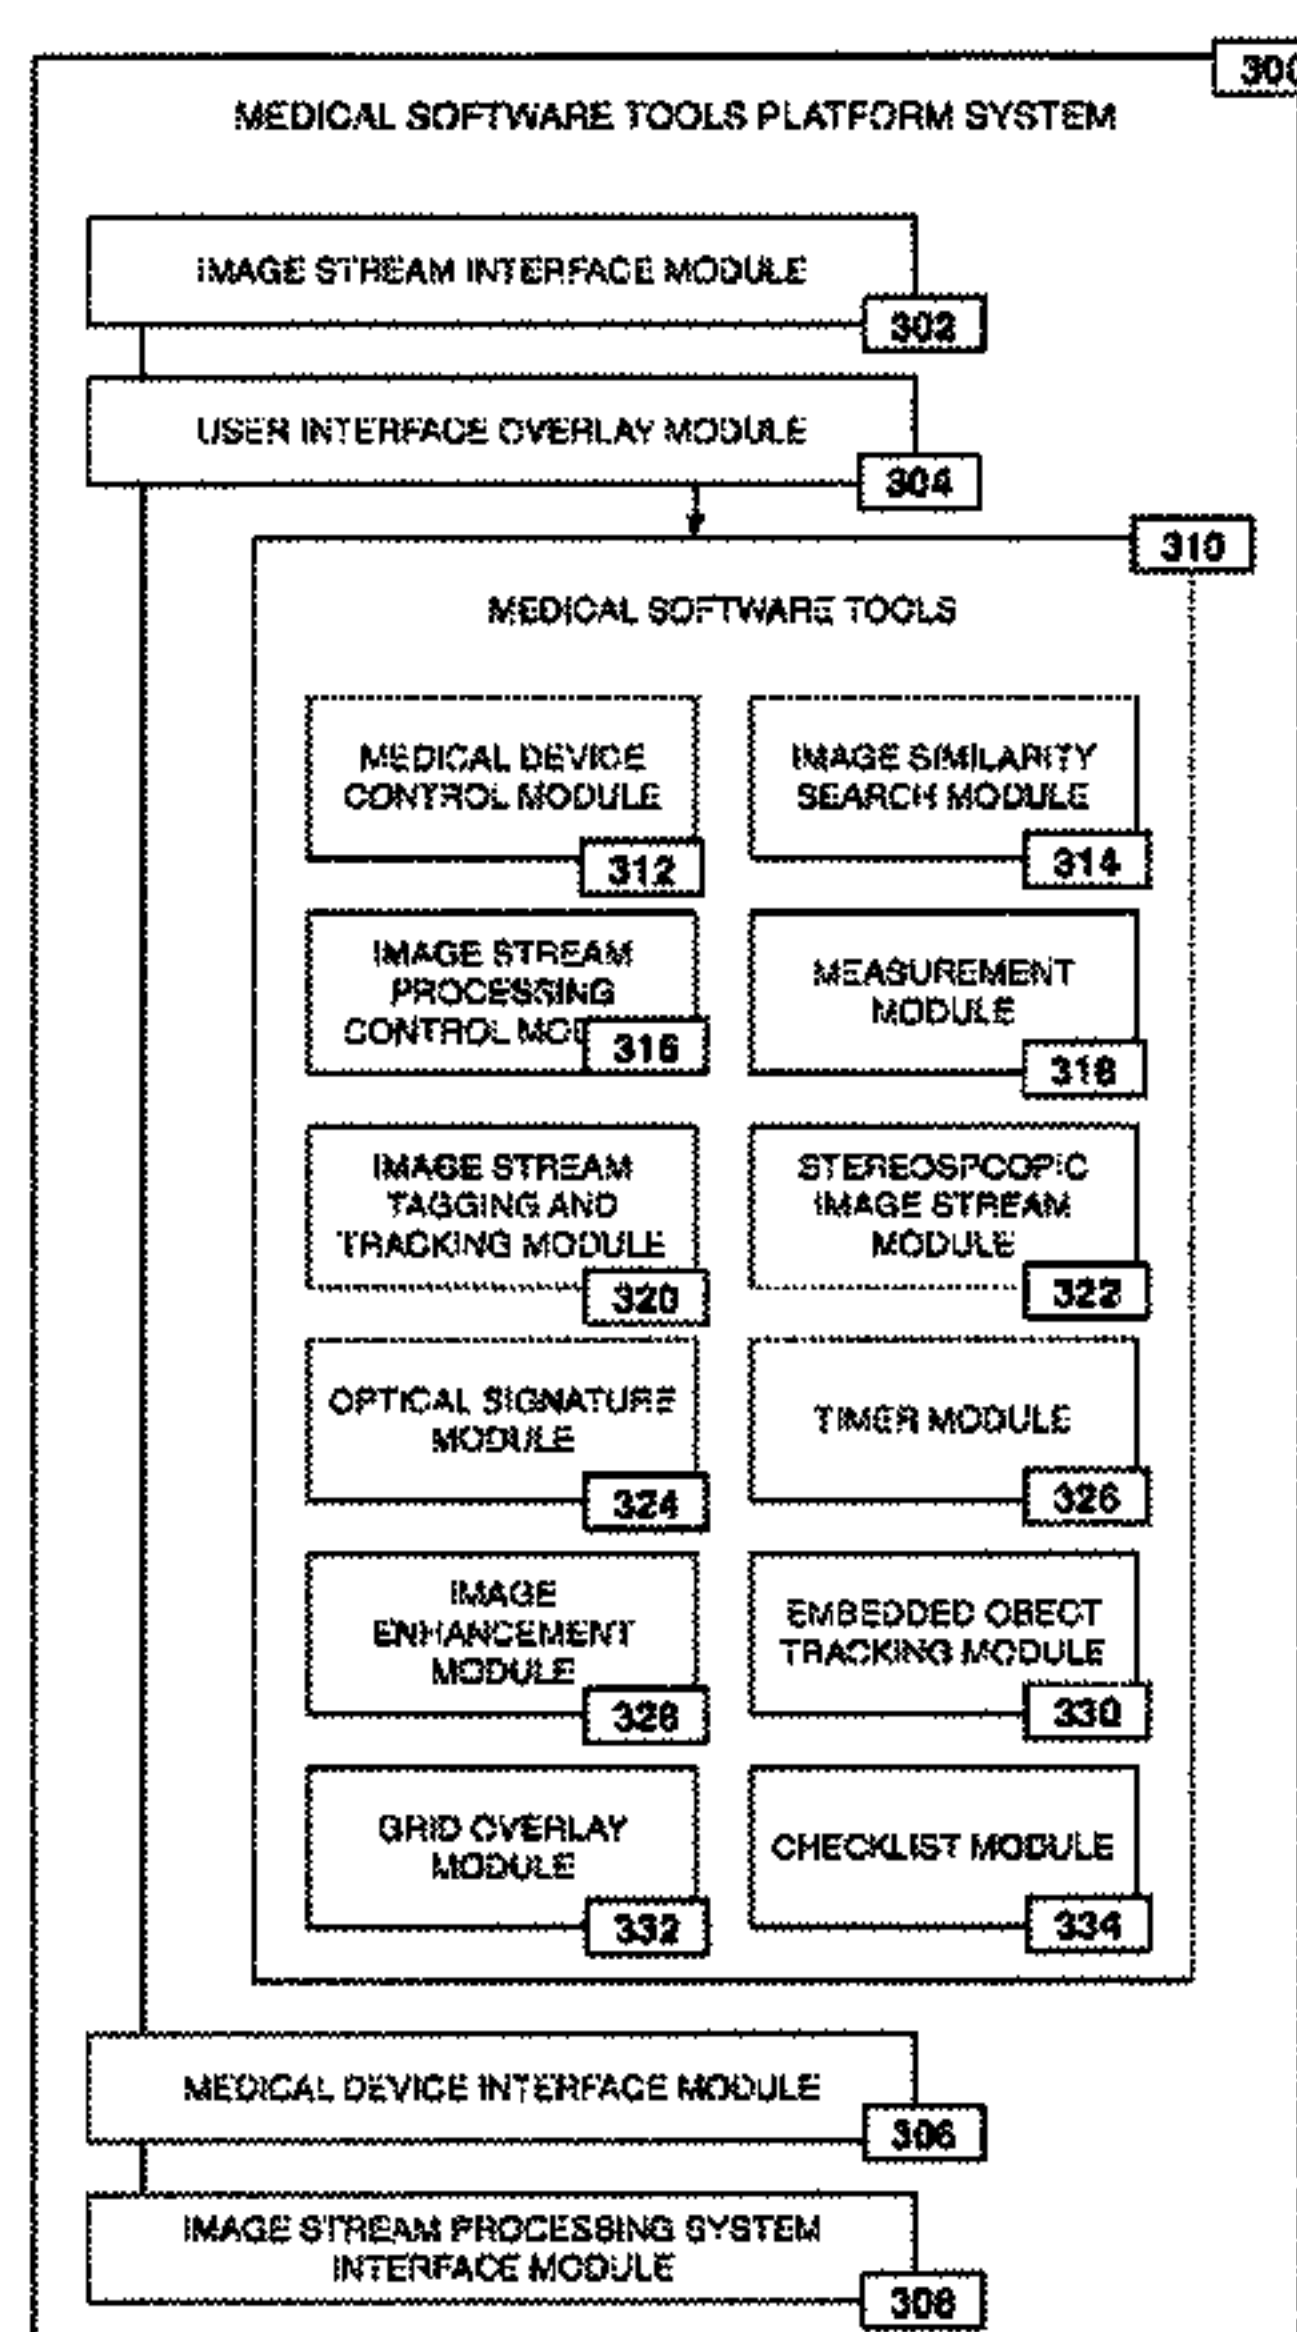 300
MEDICAL SOFTWARE TOOLS PLATFORM SYSTEM
IMAGE STREAM INTERFACE MODULE
302
USER INTERFACE OVERLAY MODULE
304
310
MEDICAL SOFTWARE TOOLS
MEDICAL DEVICE
CONTROL MODULE
312
IMAGE SIMILARITY
SEARCH MODULE
314
IMAGE STREAM
PROCESSING
CONTROL MOD
316
MEASUREMENT
MODULE
318
IMAGE STREAM
TAGGING AND
TRACKING MODULE
320
STEREOSPCOPIC
IMAGE STREAM
MODULE
322
OPTICAL SIGNATURE
MODULE
324
TIMER MODULE
326
IMAGE
ENHANCEMENT
MODULE
328
EMBEDDED OBECT
TRACKING MODULE
330
GRID OVERLAY
MODULE
332
CHECKLIST MODULE
334
MEDICAL DEVICE INTERFACE MODULE
306
IMAGE STREAM PROCESSING SYSTEM
INTERFACE MODULE
308